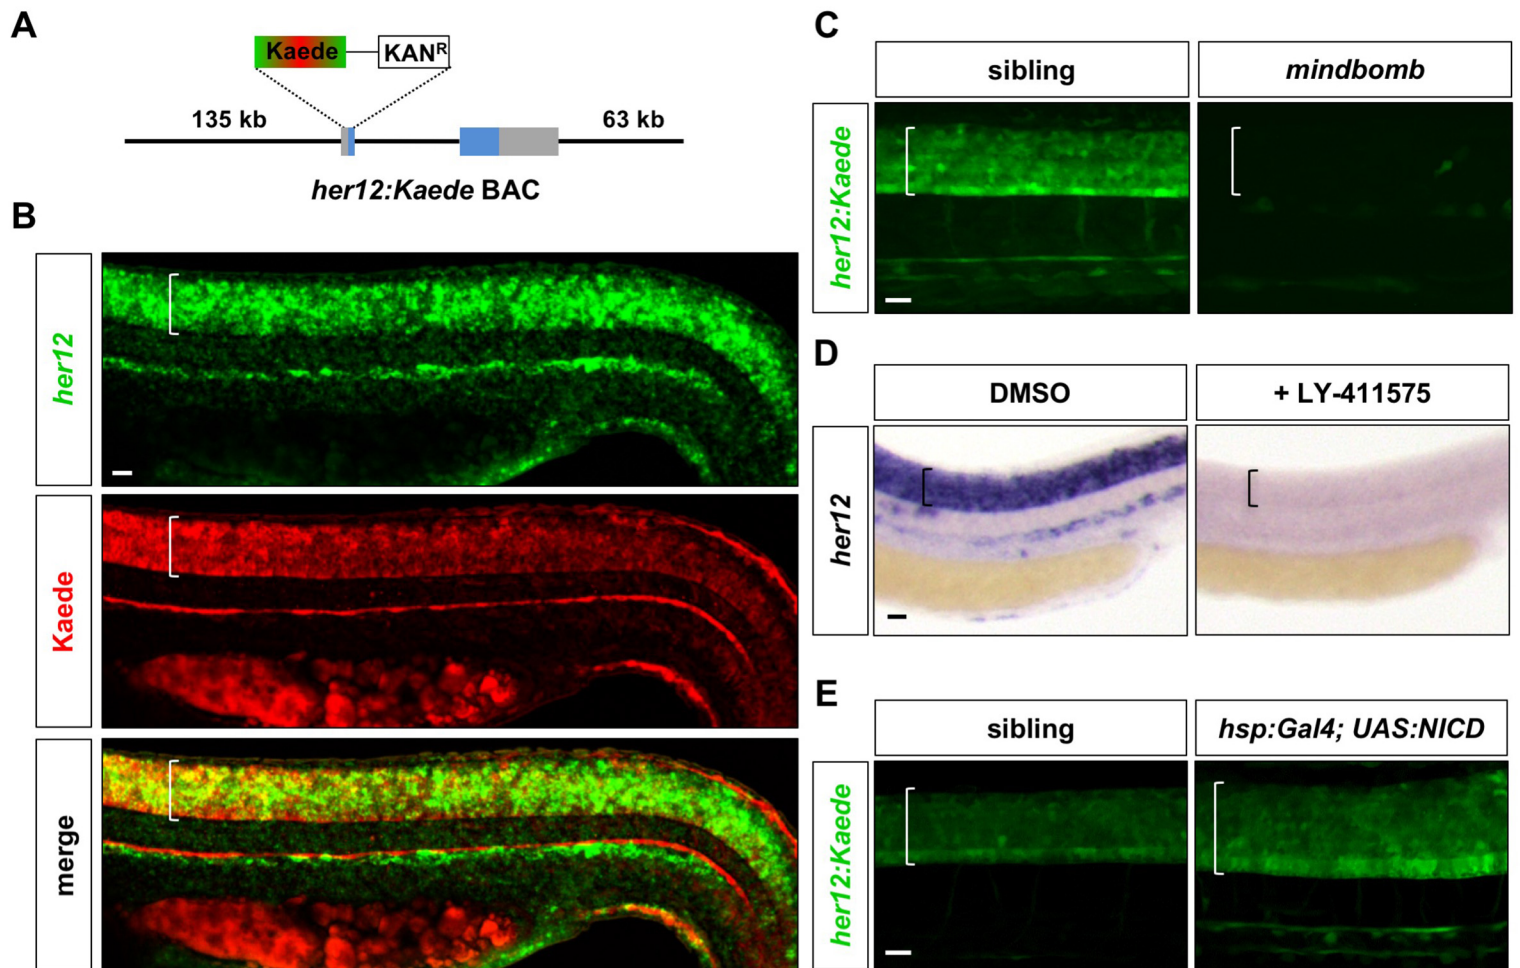 A
Kaede
KANᴿ
135 kb
63 kb
her12:Kaede BAC
B
her12
Kaede
merge
C
sibling
mindbomb
her12:Kaede
D
DMSO
+ LY-411575
her12
E
sibling
hsp:Gal4; UAS:NICD
her12:Kaede